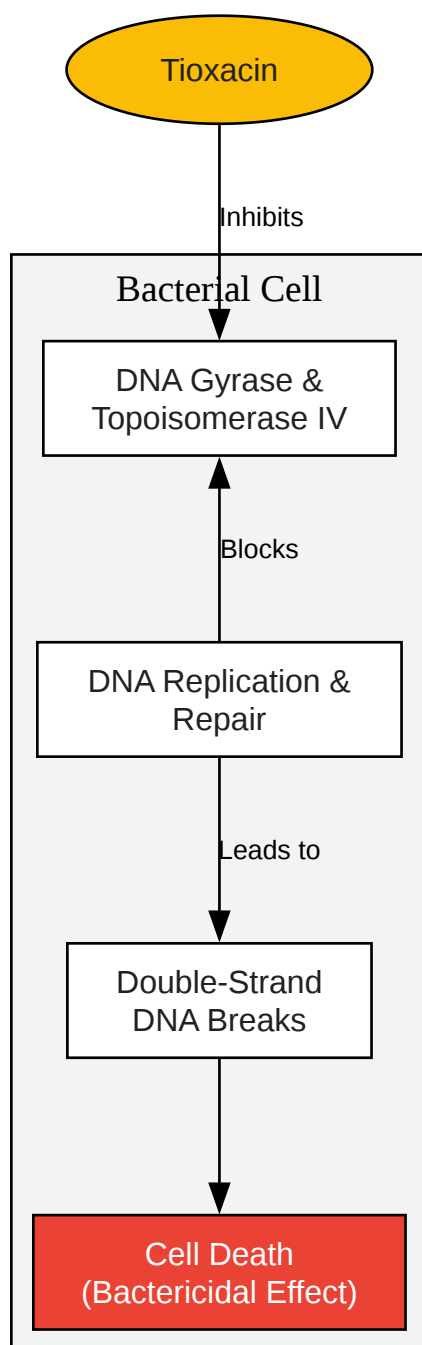 Tioxacin
Inhibits
Bacterial Cell
DNA Gyrase &
Topoisomerase IV
Blocks
DNA Replication &
Repair
Leads to
Double-Strand
DNA Breaks
Cell Death
(Bactericidal Effect)